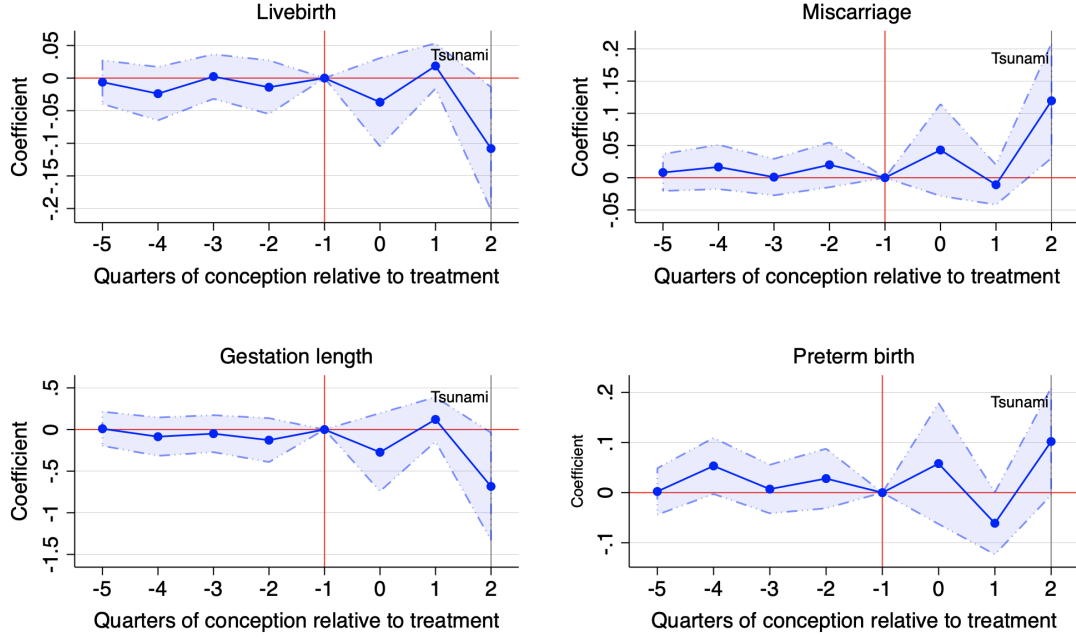 Livebirth
Coefficient
.05
0
-.05
-.1
-.15
-.2
Tsunami
-5 -4 -3 -2 -1 0 1 2
Quarters of conception relative to treatment
Miscarriage
Coefficient
.2
.15
.1
.05
0
-.05
Tsunami
-5 -4 -3 -2 -1 0 1 2
Quarters of conception relative to treatment
Gestation length
Coefficient
.5
0
-.5
-1
-1.5
Tsunami
-5 -4 -3 -2 -1 0 1 2
Quarters of conception relative to treatment
Preterm birth
Coefficient
.2
.1
0
-.1
Tsunami
-5 -4 -3 -2 -1 0 1 2
Quarters of conception relative to treatment